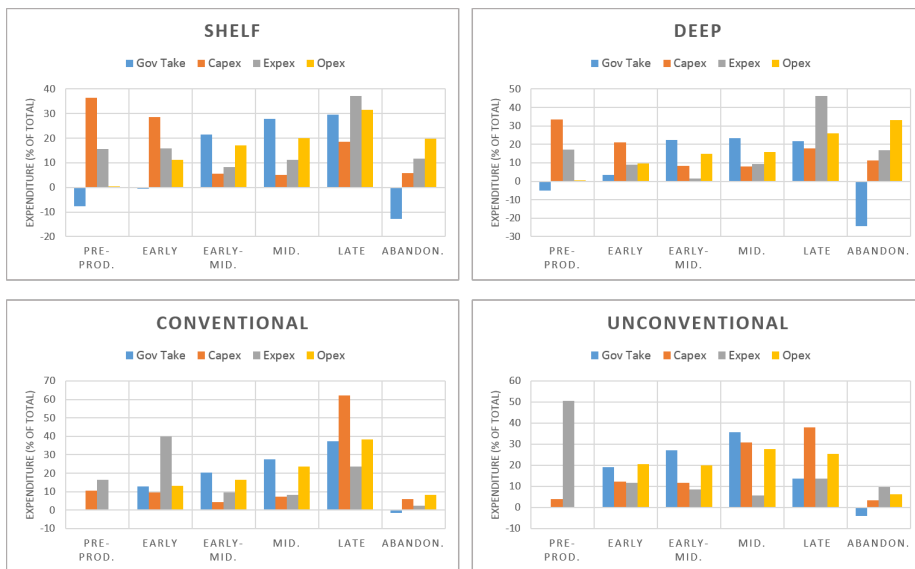 SHELF
Gov Take Capex Expex Opex
EXPENDITURE (% OF TOTAL)
40
30
20
10
0
-10
-20
PRE-PROD.
EARLY
EARLY-MID.
MID.
LATE
ABANDON.
DEEP
Gov Take Capex Expex Opex
EXPENDITURE (% OF TOTAL)
50
40
30
20
10
0
-10
-20
-30
PRE-PROD.
EARLY
EARLY-MID.
MID.
LATE
ABANDON.
CONVENTIONAL
Gov Take Capex Expex Opex
EXPENDITURE (% OF TOTAL)
70
60
50
40
30
20
10
0
-10
PRE-PROD.
EARLY
EARLY-MID.
MID.
LATE
ABANDON.
UNCONVENTIONAL
Gov Take Capex Expex Opex
EXPENDITURE (% OF TOTAL)
60
50
40
30
20
10
0
-10
PRE-PROD.
EARLY
EARLY-MID.
MID.
LATE
ABANDON.